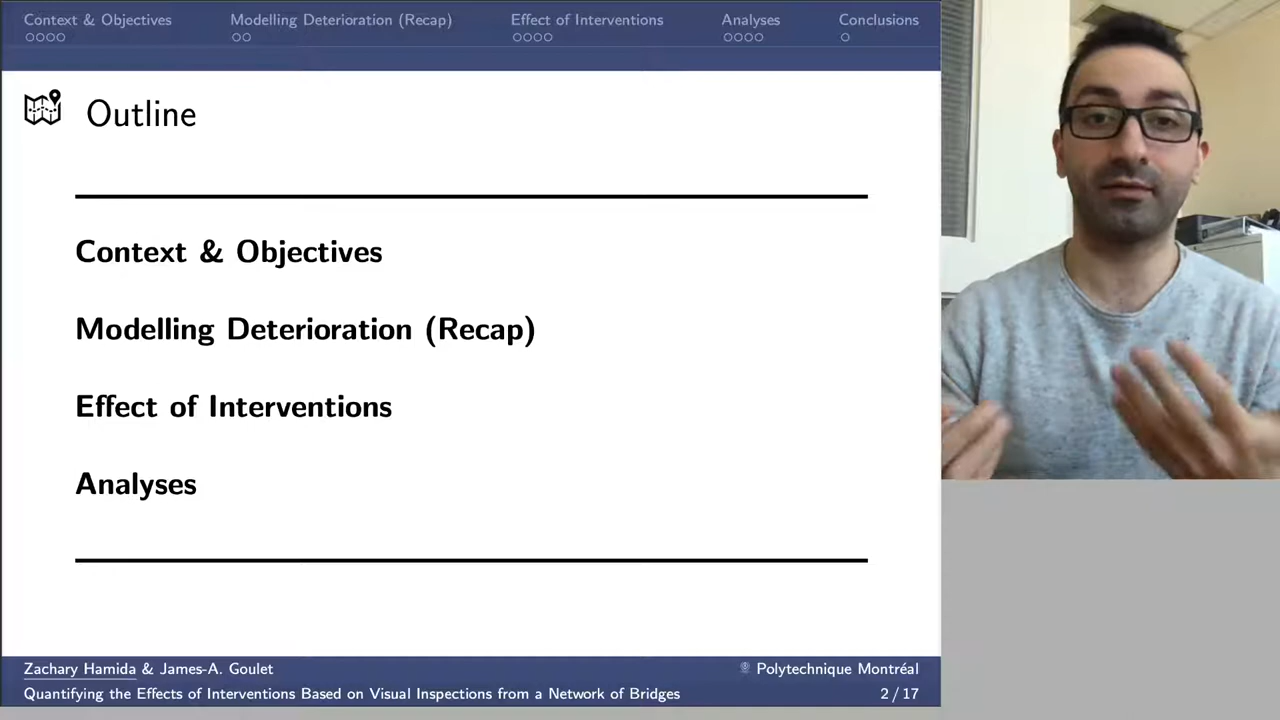 Context & Objectives Modelling Deterioration (Recap) Effect of Interventions Analyses Conclusions
Outline
Context & Objectives
Modelling Deterioration (Recap)
Effect of Interventions
Analyses
Zachary Hamida & James-A. Goulet Polytechnique Montréal
Quantifying the Effects of Interventions Based on Visual Inspections from a Network of Bridges 2 / 17